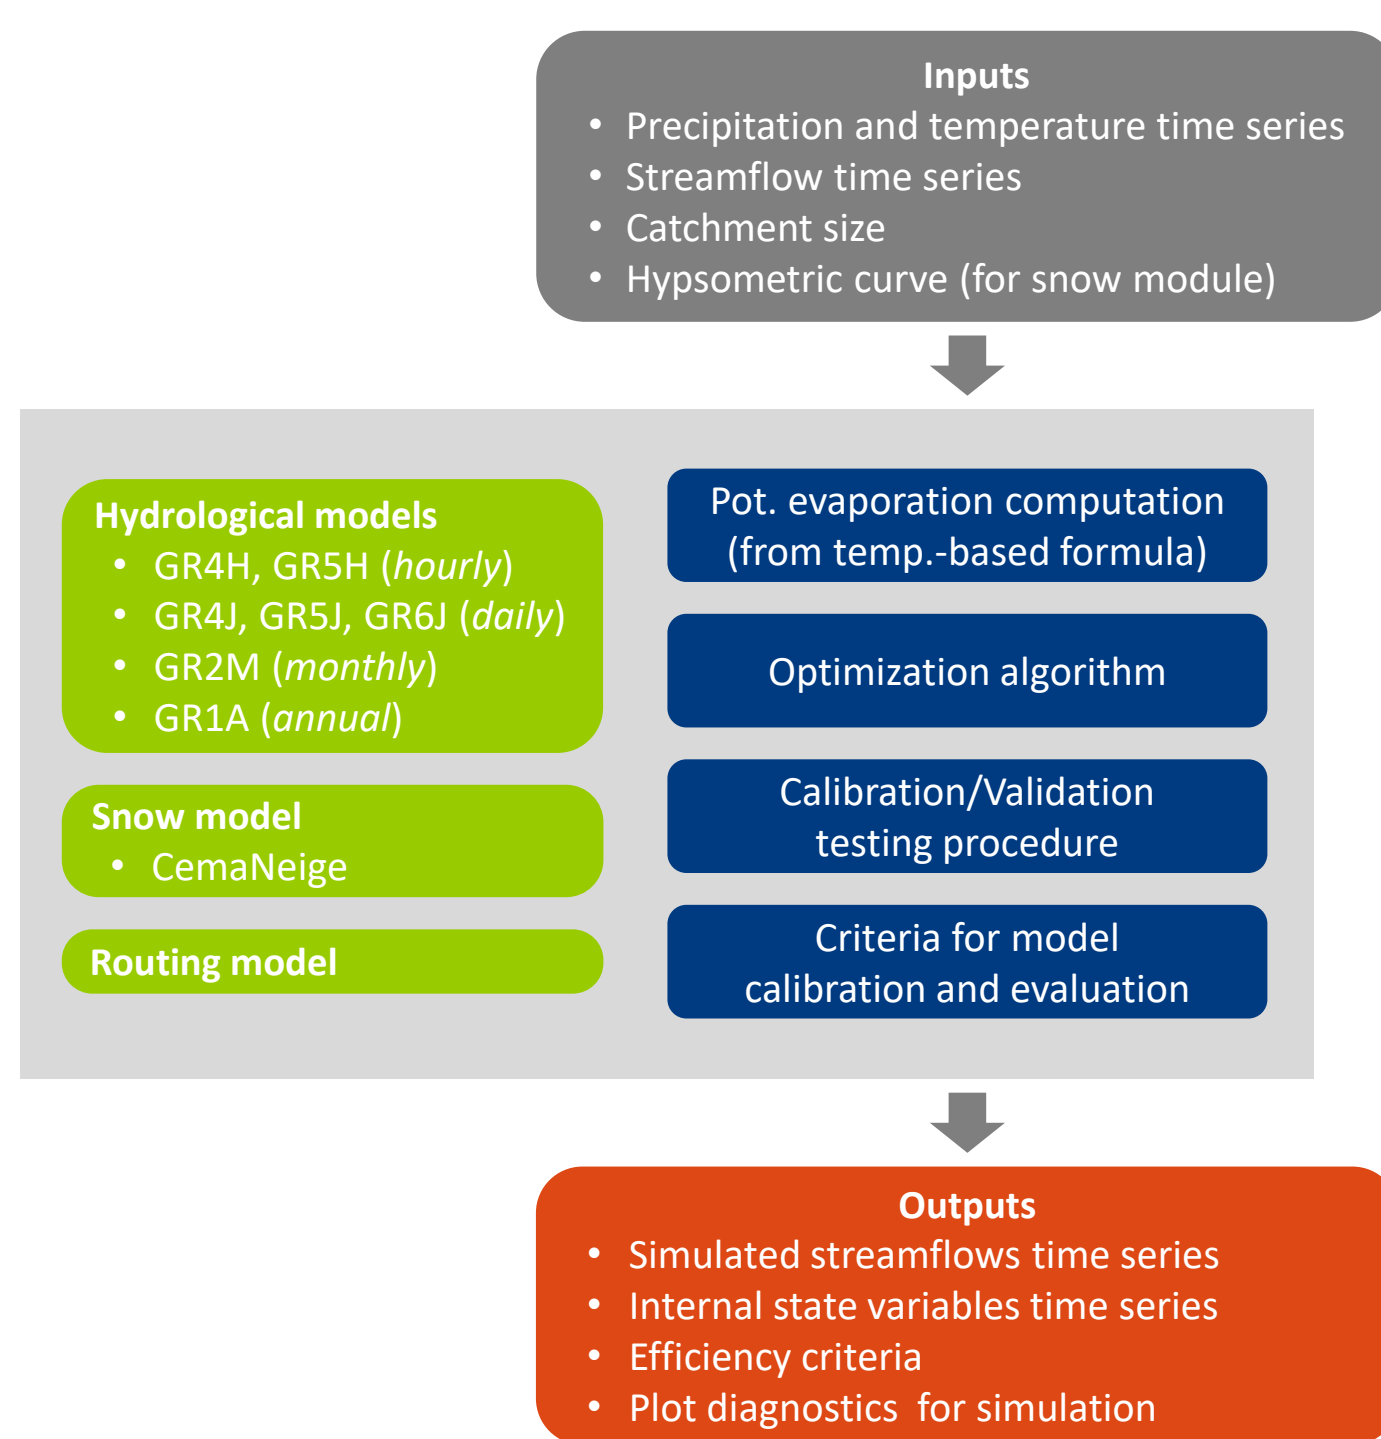 Inputs
• Precipitation and temperature time series
• Streamflow time series
• Catchment size
• Hypsometric curve (for snow module)
Hydrological models
• GR4H, GR5H (hourly)
• GR4J, GR5J, GR6J (daily)
• GR2M (monthly)
• GR1A (annual)
Snow model
• CemaNeige
Routing model
Pot. evaporation computation
(from temp.-based formula)
Optimization algorithm
Calibration/Validation
testing procedure
Criteria for model
calibration and evaluation
Outputs
• Simulated streamflows time series
• Internal state variables time series
• Efficiency criteria
• Plot diagnostics  for simulation